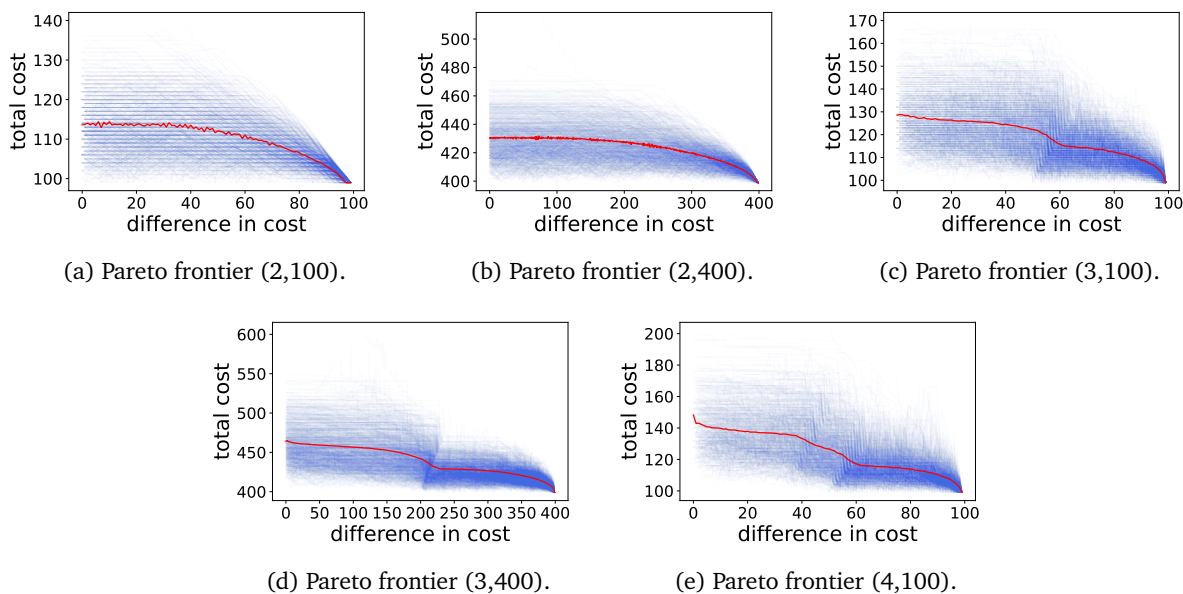 140
130
120
110
100
total cost
0 20 40 60 80 100
difference in cost
(a) Pareto frontier (2,100).
500
480
460
440
420
400
total cost
0 100 200 300 400
difference in cost
(b) Pareto frontier (2,400).
170
160
150
140
130
120
110
100
total cost
0 20 40 60 80 100
difference in cost
(c) Pareto frontier (3,100).
600
550
500
450
400
total cost
0 50 100 150 200 250 300 350 400
difference in cost
(d) Pareto frontier (3,400).
200
180
160
140
120
100
total cost
0 20 40 60 80 100
difference in cost
(e) Pareto frontier (4,100).